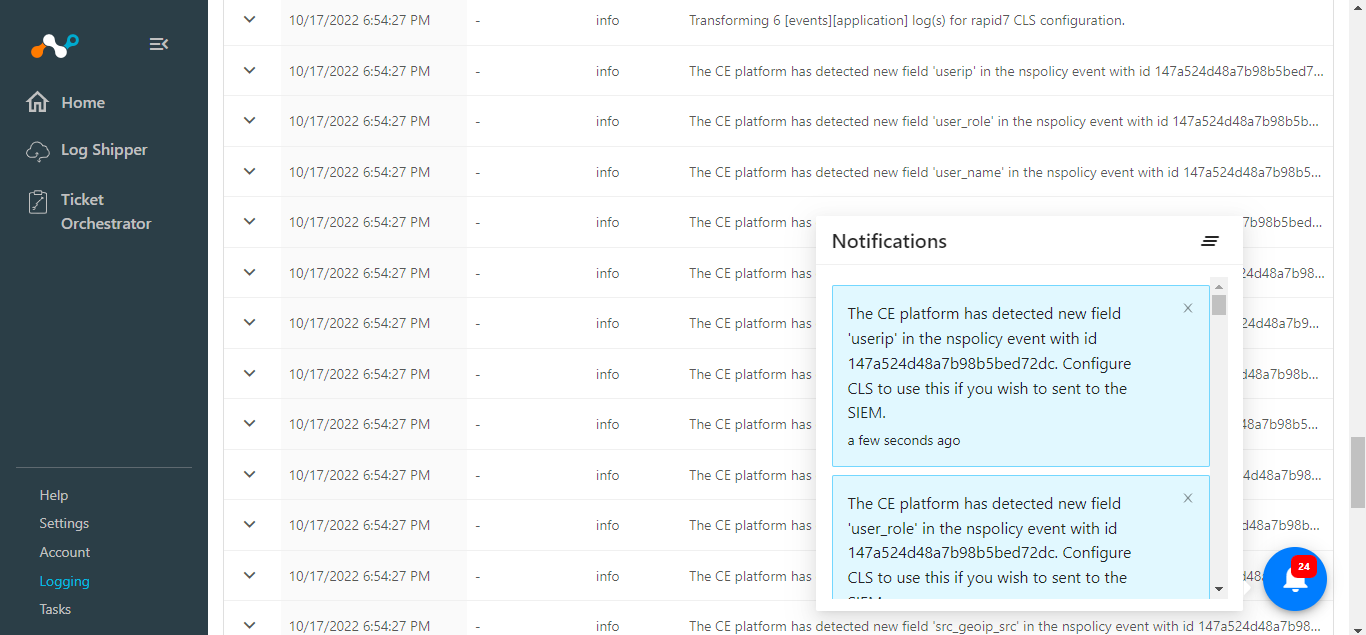 Home
Log Shipper
Ticket
Orchestrator
Help
Settings
Account
Logging
Tasks
10/17/2022 6:54:27 PM - info Transforming 6 [events][application] log(s) for rapid7 CLS configuration.
10/17/2022 6:54:27 PM - info The CE platform has detected new field 'userip' in the nspolicy event with id 147a524d48a7b98b5bed7...
10/17/2022 6:54:27 PM - info The CE platform has detected new field 'user_role' in the nspolicy event with id 147a524d48a7b98b5b...
10/17/2022 6:54:27 PM - info The CE platform has detected new field 'user_name' in the nspolicy event with id 147a524d48a7b98b5...
10/17/2022 6:54:27 PM - info The CE platform has 7b98b5bed...
10/17/2022 6:54:27 PM - info The CE platform has 24d48a7b98...
10/17/2022 6:54:27 PM - info The CE platform has 24d48a7b9...
10/17/2022 6:54:27 PM - info The CE platform has d48a7b98b...
10/17/2022 6:54:27 PM - info The CE platform has 48a7b98b5...
10/17/2022 6:54:27 PM - info The CE platform has 4d48a7b98...
10/17/2022 6:54:27 PM - info The CE platform has d48a7b98b...
10/17/2022 6:54:27 PM - info The CE platform has
10/17/2022 6:54:27 PM - info The CE platform has detected new field 'src_geoip_src' in the nspolicy event with id 147a524d48a7b98...
Notifications
The CE platform has detected new field
'userip' in the nspolicy event with id
147a524d48a7b98b5bed72dc. Configure
CLS to use this if you wish to sent to the
SIEM.
a few seconds ago
The CE platform has detected new field
'user_role' in the nspolicy event with id
147a524d48a7b98b5bed72dc. Configure
CLS to use this if you wish to sent to the
24